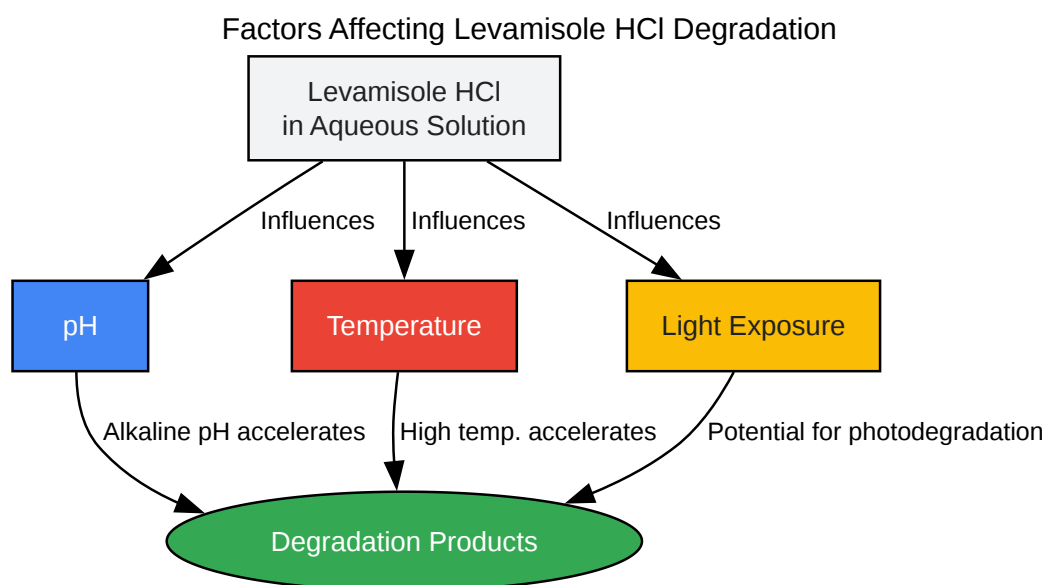 Factors Affecting Levamisole HCl Degradation
Levamisole HCl
in Aqueous Solution
Influences
Influences
Influences
pH
Temperature
Light Exposure
Alkaline pH accelerates
High temp. accelerates
Potential for photodegradation
Degradation Products